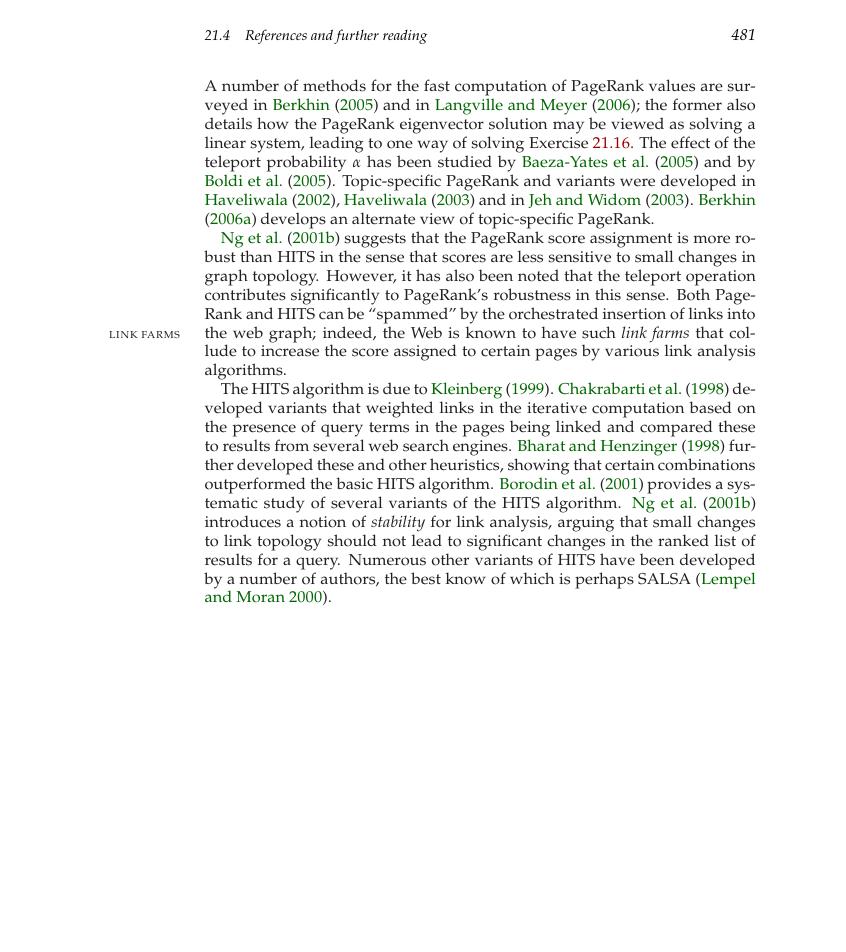 21.4 References and further reading 481
A number of methods for the fast computation of PageRank values are sur-
veyed in Berkhin (2005) and in Langville and Meyer (2006); the former also
details how the PageRank eigenvector solution may be viewed as solving a
linear system, leading to one way of solving Exercise 21.16. The effect of the
teleport probability α has been studied by Baeza-Yates et al. (2005) and by
Boldi et al. (2005). Topic-specific PageRank and variants were developed in
Haveliwala (2002), Haveliwala (2003) and in Jeh and Widom (2003). Berkhin
(2006a) develops an alternate view of topic-specific PageRank.
Ng et al. (2001b) suggests that the PageRank score assignment is more ro-
bust than HITS in the sense that scores are less sensitive to small changes in
graph topology. However, it has also been noted that the teleport operation
contributes significantly to PageRank's robustness in this sense. Both Page-
Rank and HITS can be “spammed” by the orchestrated insertion of links into
LINK FARMS the web graph; indeed, the Web is known to have such link farms that col-
lude to increase the score assigned to certain pages by various link analysis
algorithms.
The HITS algorithm is due to Kleinberg (1999). Chakrabarti et al. (1998) de-
veloped variants that weighted links in the iterative computation based on
the presence of query terms in the pages being linked and compared these
to results from several web search engines. Bharat and Henzinger (1998) fur-
ther developed these and other heuristics, showing that certain combinations
outperformed the basic HITS algorithm. Borodin et al. (2001) provides a sys-
tematic study of several variants of the HITS algorithm. Ng et al. (2001b)
introduces a notion of stability for link analysis, arguing that small changes
to link topology should not lead to significant changes in the ranked list of
results for a query. Numerous other variants of HITS have been developed
by a number of authors, the best know of which is perhaps SALSA (Lempel
and Moran 2000).